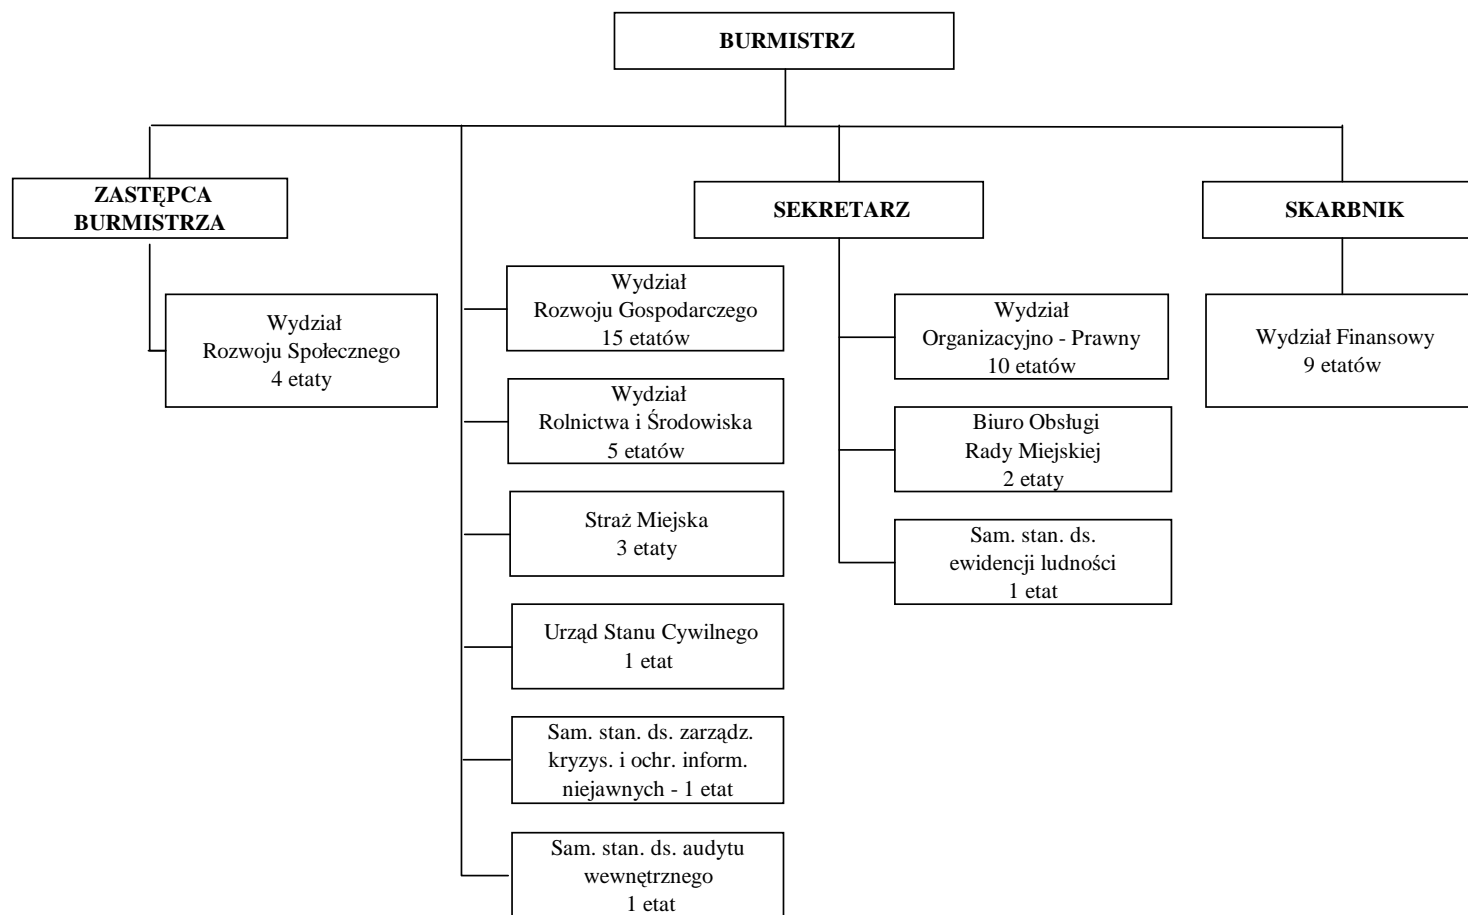 BURMISTRZ
ZASTĘPCA
BURMISTRZA
SEKRETARZ
SKARBNIK
Wydział
Rozwoju Społecznego
4 etaty
Wydział
Rozwoju Gospodarczego
15 etatów
Wydział
Rolnictwa i Środowiska
5 etatów
Straż Miejska
3 etaty
Urząd Stanu Cywilnego
1 etat
Sam. stan. ds. zarządz.
kryzys. i ochr. inform.
niejawnych - 1 etat
Sam. stan. ds. audytu
wewnętrznego
1 etat
Wydział
Organizacyjno - Prawny
10 etatów
Biuro Obsługi
Rady Miejskiej
2 etaty
Sam. stan. ds.
ewidencji ludności
1 etat
Wydział Finansowy
9 etatów